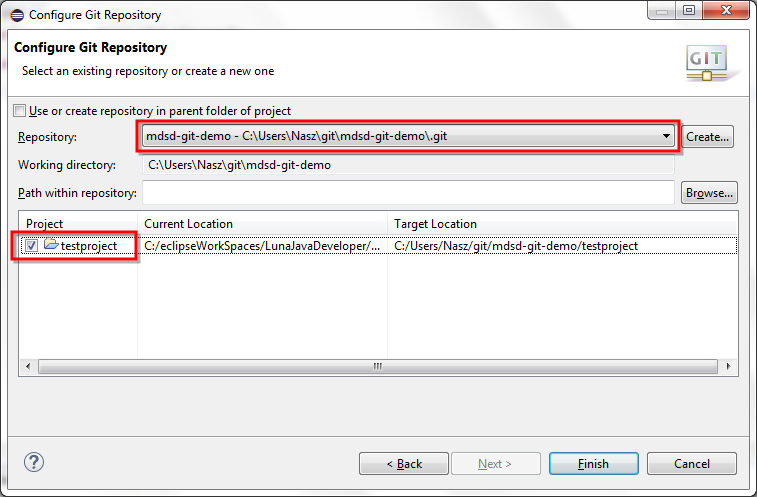 Configure Git Repository
Configure Git Repository
Select an existing repository or create a new one
GIT
Use or create repository in parent folder of project
Repository: mdsd-git-demo - C:\Users\Nasz\git\mdsd-git-demo\.git Create...
Working directory: C:\Users\Nasz\git\mdsd-git-demo
Path within repository: Browse...
Project Current Location Target Location
testproject C:/eclipseWorkSpaces/LunaJavaDeveloper/... C:/Users/Nasz/git/mdsd-git-demo/testproject
? < Back Next > Finish Cancel